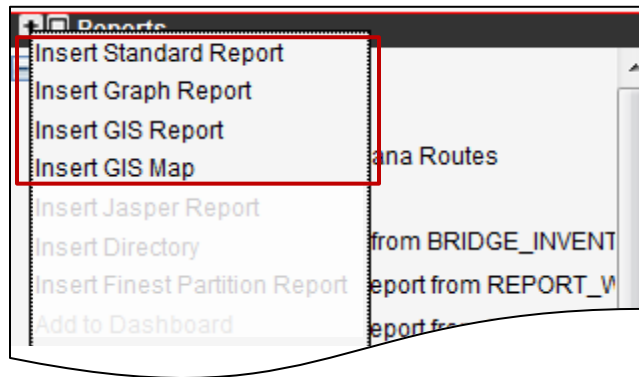 Reports
Insert Standard Report
Insert Graph Report
Insert GIS Report
Insert GIS Map
ana Routes
Insert Jasper Report
Insert Directory
from BRIDGE_INVENT
Insert Finest Partition Report
eport from REPORT_W
Add to Dashboard
eport